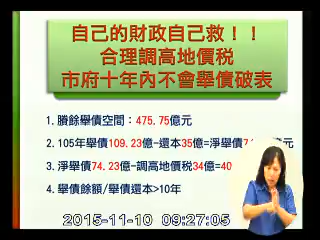 自己的財政自己救！！
合理調高地價稅
市府十年內不會舉債破表
1.賸餘舉債空間：475.75億元
2.105年舉債109.23億-還本35億=淨舉債7 億元
3.淨舉債74.23億-調高地價稅34億=40
4.舉債餘額/舉債還本>10年
2015-11-10 09:27:05